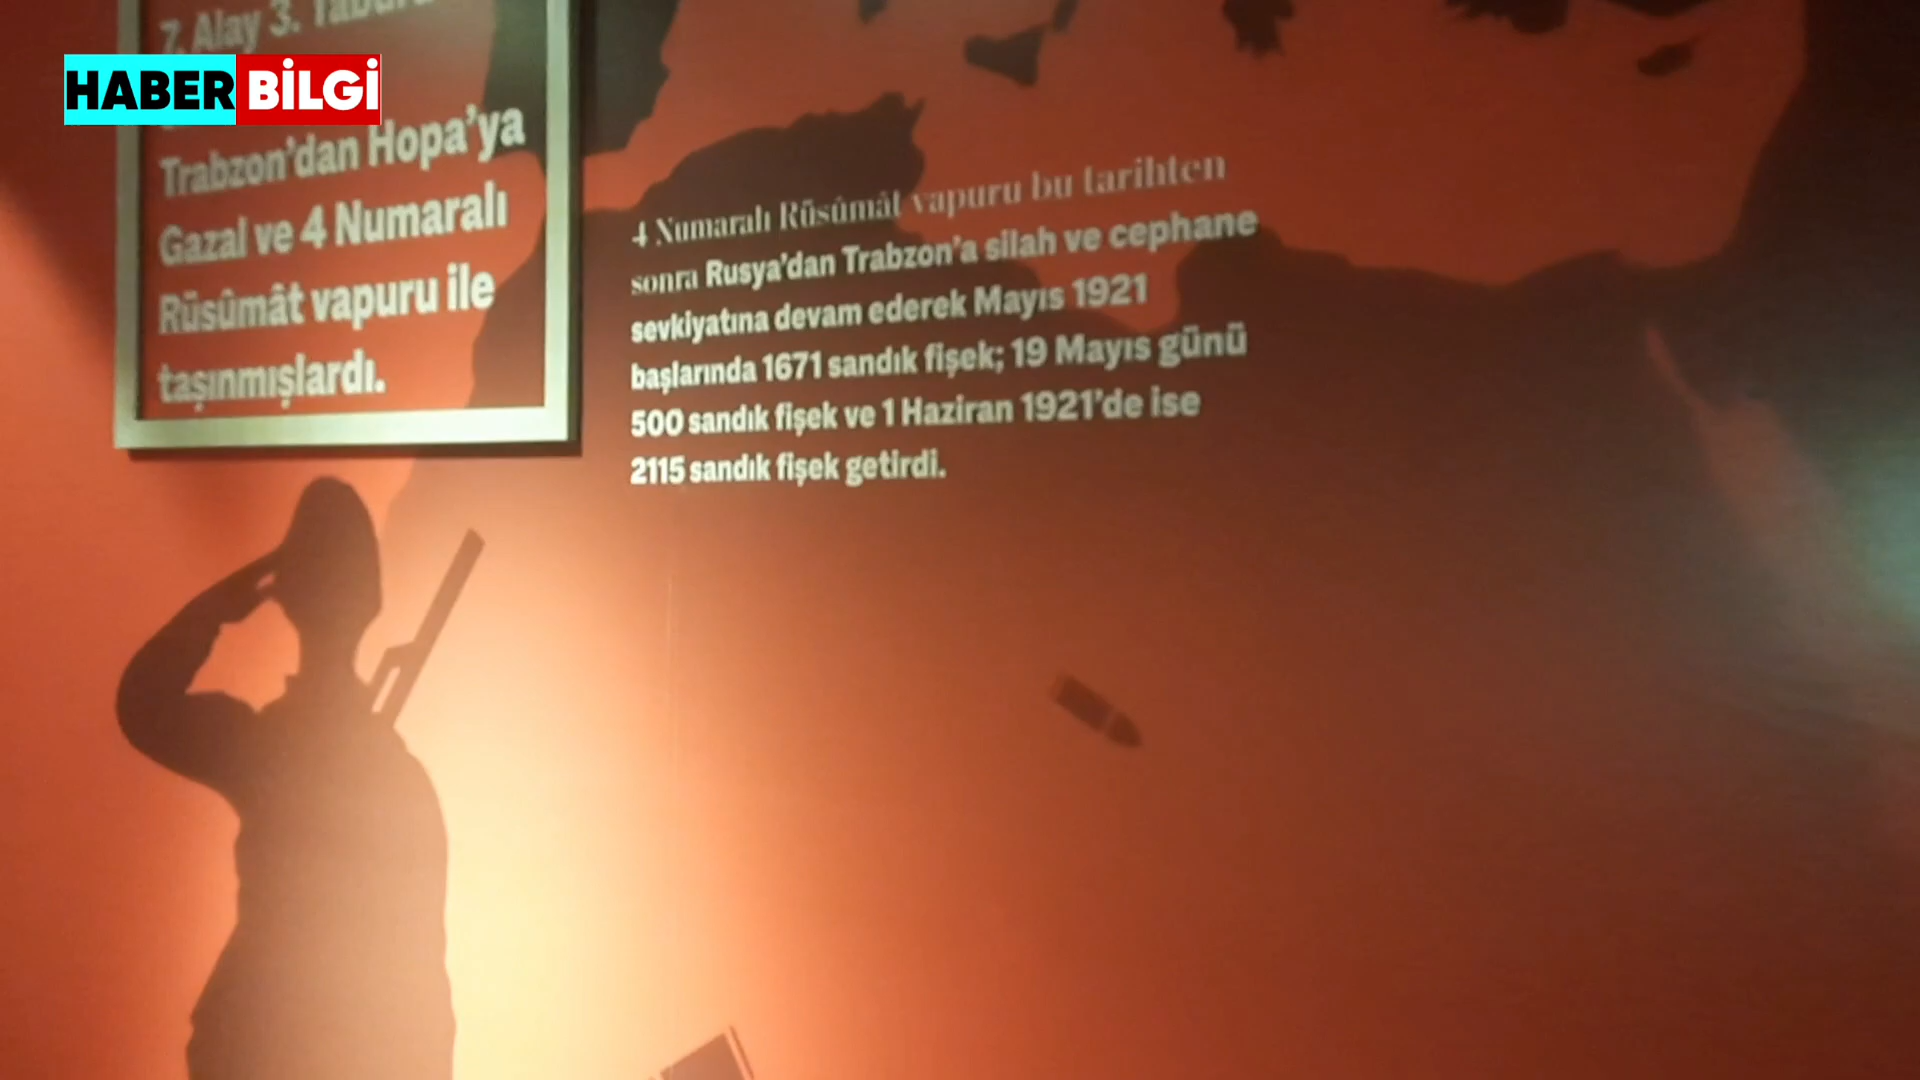 7. Alay 3. Taburu
HABER BİLGİ
Trabzon'dan Hopa'ya
Gazal ve 4 Numaralı
Rüsûmât vapuru ile
taşınmışlardı.
4 Numaralı Rüsûmât vapuru bu tarihten
sonra Rusya'dan Trabzon'a silah ve cephane
sevkiyatına devam ederek Mayıs 1921
başlarında 1671 sandık fişek; 19 Mayıs günü
500 sandık fişek ve 1 Haziran 1921'de ise
2115 sandık fişek getirdi.